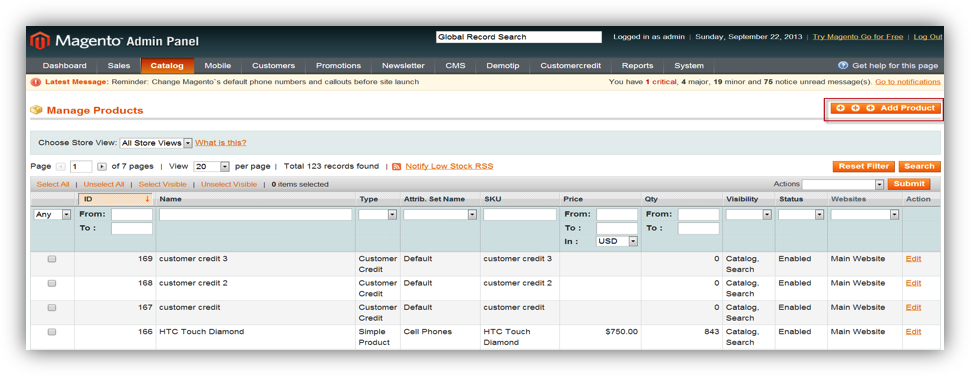 Magento Admin Panel
Global Record Search
Logged in as admin | Sunday, September 22, 2013 | Try Magento Go for Free | Log Out
Dashboard Sales Catalog Mobile Customers Promotions Newsletter CMS Demotip Customercredit Reports System Get help for this page
Latest Message: Reminder: Change Magento's default phone numbers and callouts before site launch
You have 1 critical, 4 major, 19 minor and 75 notice unread message(s). Go to notifications
Manage Products
Add Product
Choose Store View: All Store Views What is this?
Page 1 of 7 pages | View 20 per page | Total 123 records found | Notify Low Stock RSS
Reset Filter Search
Select All | Unselect All | Select Visible | Unselect Visible | 0 items selected
Actions Submit
ID Name Type Attrib. Set Name SKU Price Qty Visibility Status Websites Action
Any From: From: From:
To : To : To :
In : USD
169 customer credit 3 Customer Default customer credit 3 0 Catalog, Enabled Main Website Edit
Credit Search
168 customer credit 2 Customer Default customer credit 2 0 Catalog, Enabled Main Website Edit
Credit Search
167 customer credit Customer Default customer credit 0 Catalog, Enabled Main Website Edit
Credit Search
166 HTC Touch Diamond Simple Cell Phones HTC Touch $750.00 843 Catalog, Enabled Main Website Edit
Product Diamond Search